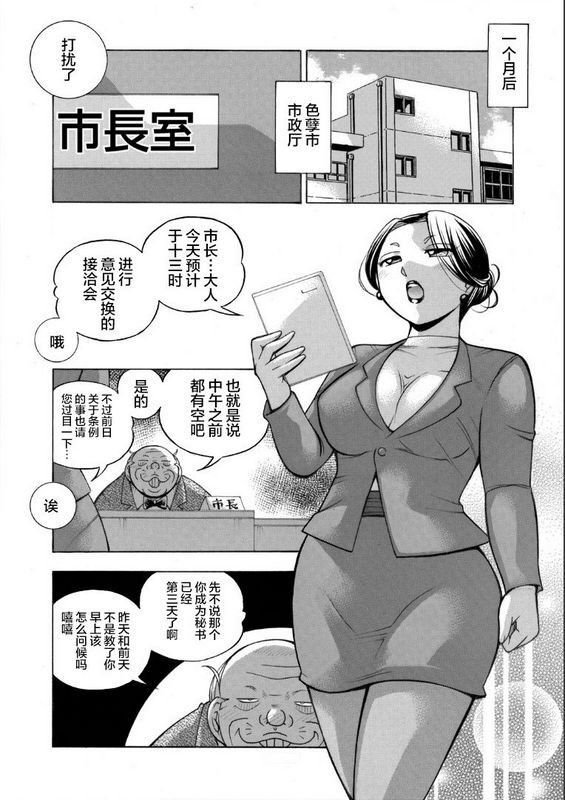 一个月后
色孽市
市政厅
打扰了
市長室
市长…大人
今天预计
于十三时
进行
意见交换的
接洽会
哦
也就是说
中午之前
都有空吧
是的
不过前日
关于条例
的事也请
您过目一下…
市長
诶
先不说那个
你成为秘书
已经
第三天了啊
昨天和前天
不是教了你
早上该
怎么问候吗
嘻嘻